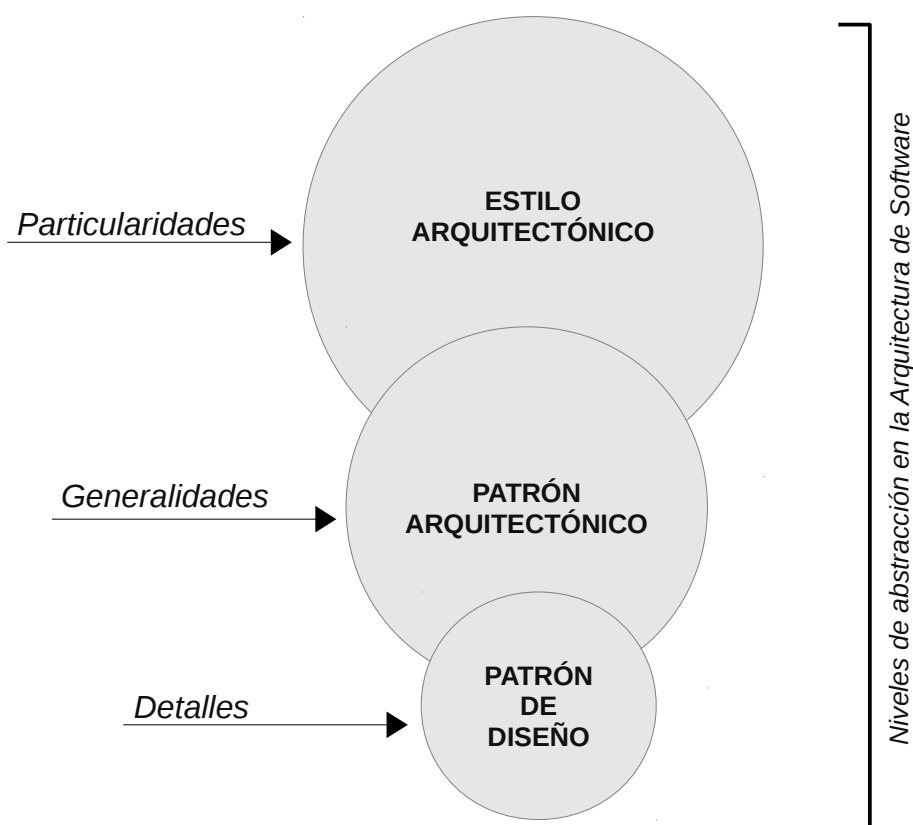 ESTILO
ARQUITECTÓNICO
Particularidades
PATRÓN
ARQUITECTÓNICO
Generalidades
PATRÓN
DE
DISEÑO
Detalles
Niveles de abstracción en la Arquitectura de Software